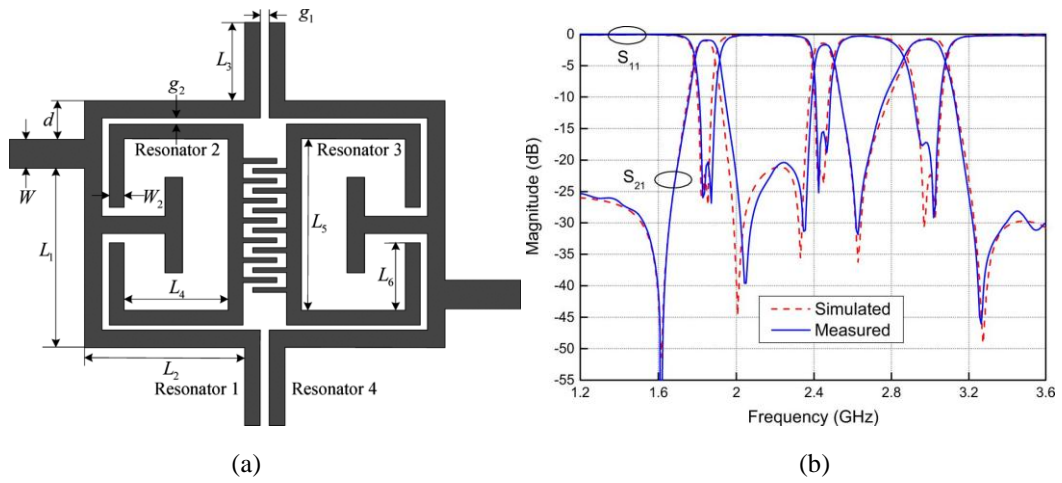 g1
L3
g2
d
Resonator 2
Resonator 3
W
W2
L1
L5
L6
L4
L2
Resonator 1
Resonator 4
(a)
0
-5
-10
-15
-20
-25
-30
-35
-40
-45
-50
-55
Magnitude (dB)
S11
S21
Simulated
Measured
1.2
1.6
2
2.4
2.8
3.2
3.6
Frequency (GHz)
(b)